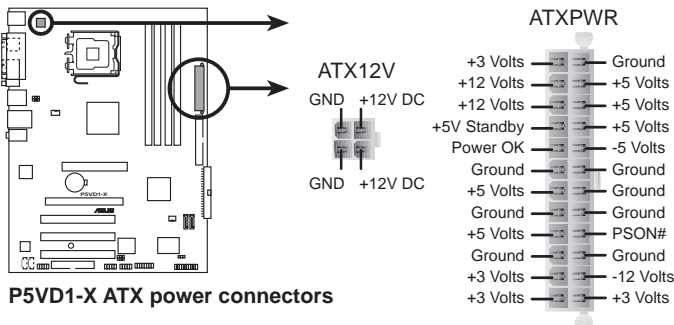 ATXPWR
ATX12V
GND +12V DC
GND +12V DC
+3 Volts Ground
+12 Volts +5 Volts
+12 Volts +5 Volts
+5V Standby +5 Volts
Power OK -5 Volts
Ground Ground
+5 Volts Ground
Ground Ground
+5 Volts PSON#
Ground Ground
+3 Volts -12 Volts
+3 Volts +3 Volts
P5VD1-X
ASUS
P5VD1-X ATX power connectors